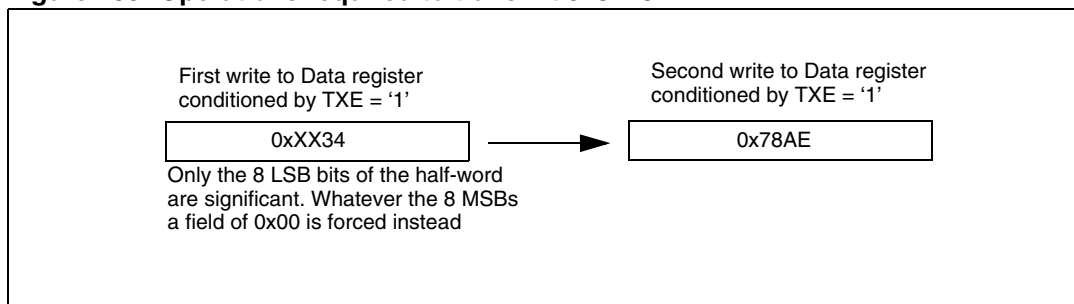 First write to Data register
conditioned by TXE = ‘1’
0xXX34
Only the 8 LSB bits of the half-word
are significant. Whatever the 8 MSBs
a field of 0x00 is forced instead
Second write to Data register
conditioned by TXE = ‘1’
0x78AE